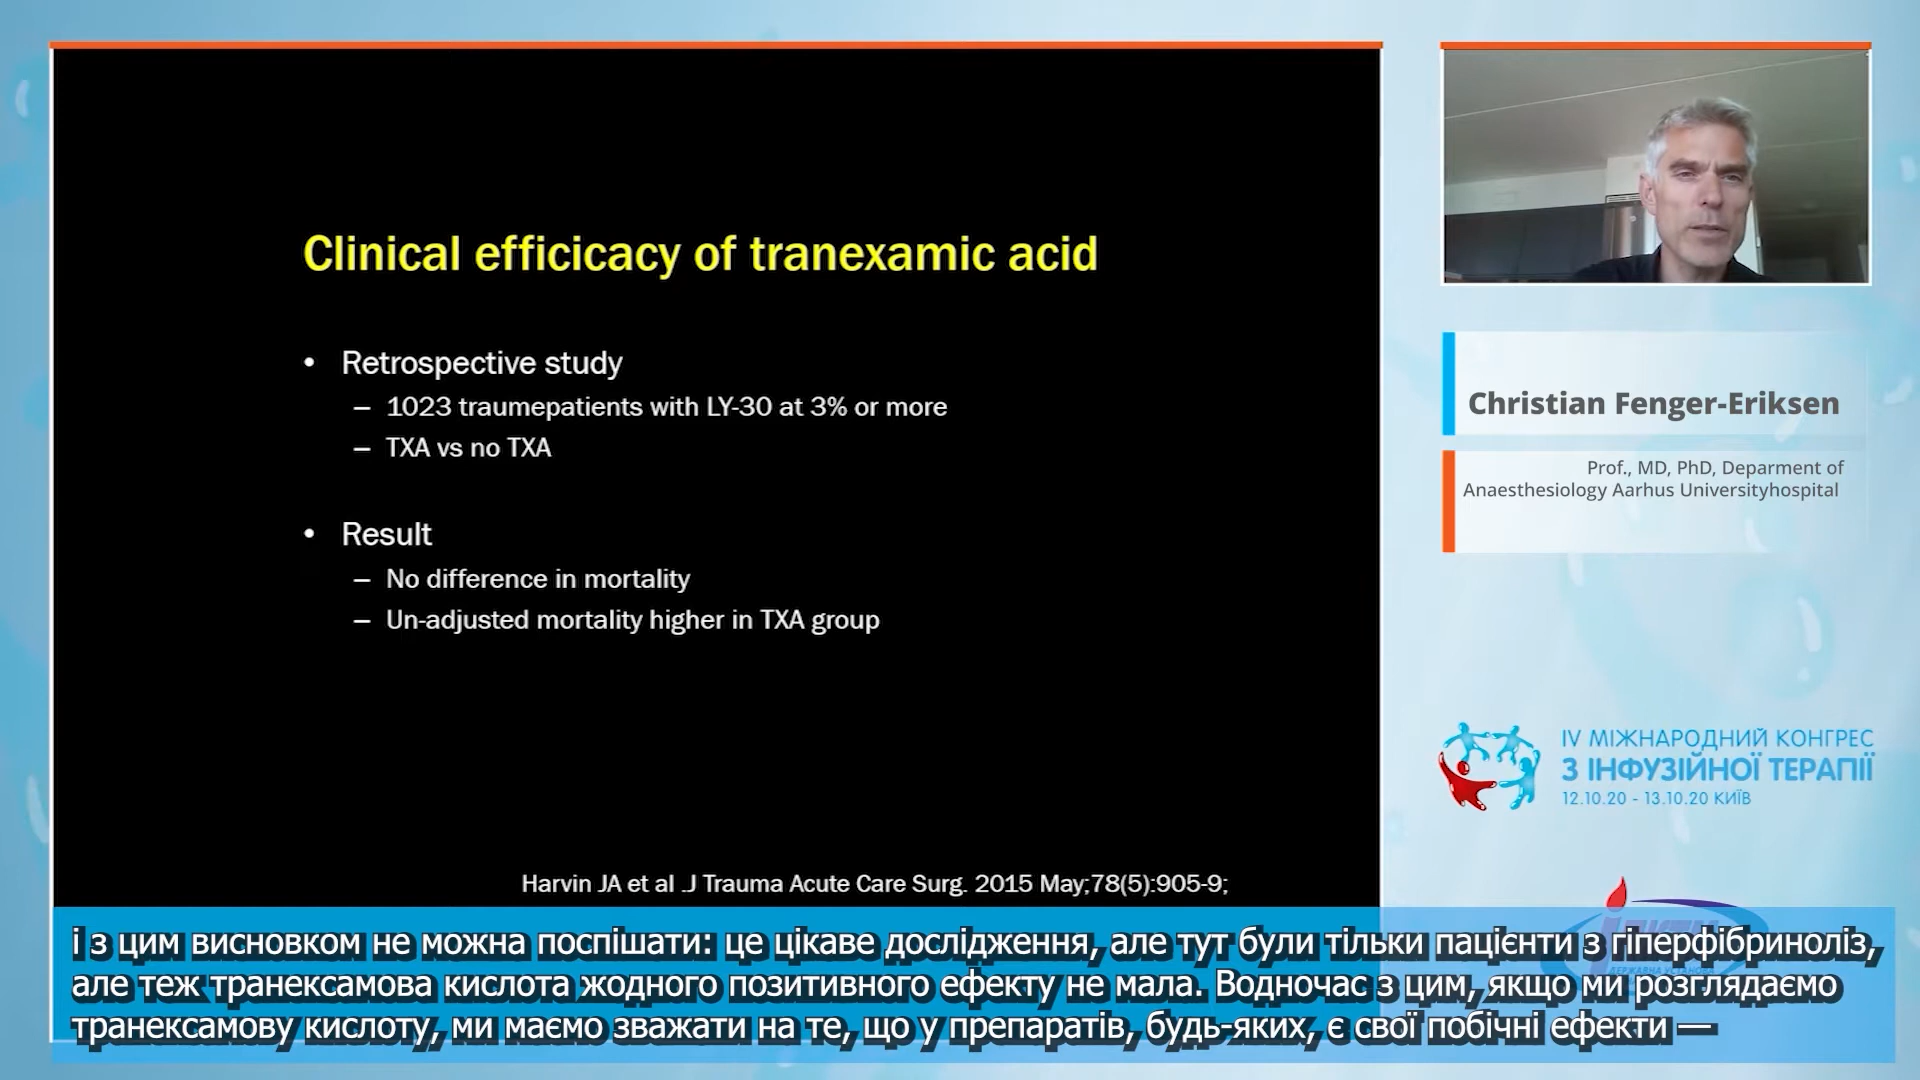 Clinical efficicacy of tranexamic acid
• Retrospective study
– 1023 traumepatients with LY-30 at 3% or more
– TXA vs no TXA
• Result
– No difference in mortality
– Un-adjusted mortality higher in TXA group
Harvin JA et al .J Trauma Acute Care Surg. 2015 May;78(5):905-9;
Christian Fenger-Eriksen
Prof., MD, PhD, Deparment of
Anaesthesiology Aarhus Universityhospital
IV МІЖНАРОДНИЙ КОНГРЕС
З ІНФУЗІЙНОЇ ТЕРАПІЇ
12.10.20 - 13.10.20 КИЇВ
і з цим висновком не можна поспішати: це цікаве дослідження, але тут були тільки пацієнти з гіперфібриноліз,
але теж транексамова кислота жодного позитивного ефекту не мала. Водночас з цим, якщо ми розглядаємо
транексамову кислоту, ми маємо зважати на те, що у препаратів, будь-яких, є свої побічні ефекти —